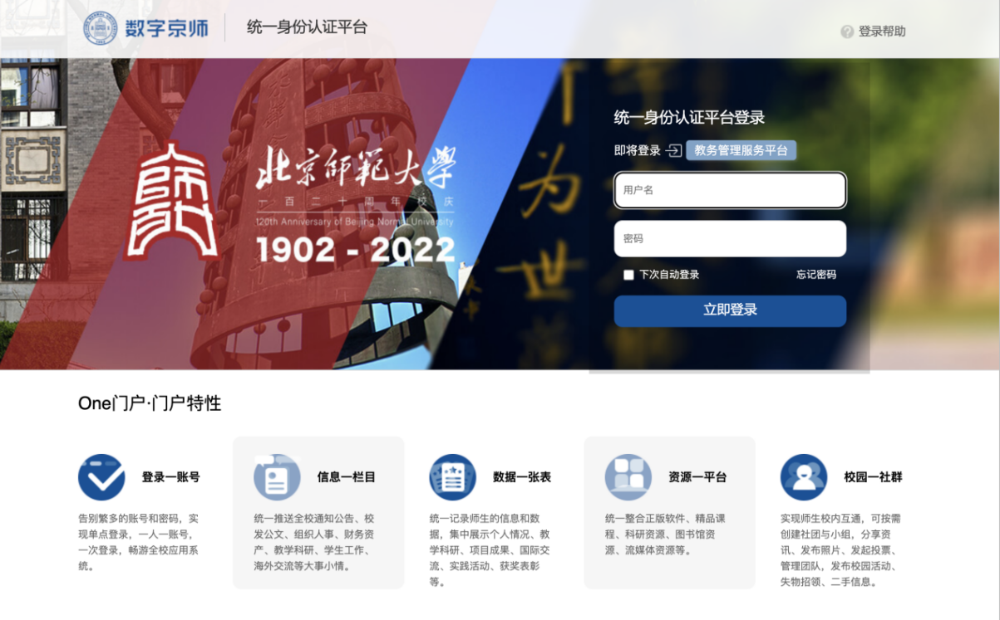 数字京师
统一身份认证平台
登录帮助
北京师范大学
一百二十周年校庆
120th Anniversary of Beijing Normal University
1902 - 2022
为
世
统一身份认证平台登录
即将登录 教务管理服务平台
用户名
密码
下次自动登录 忘记密码
立即登录
One门户·门户特性
登录一账号
告别繁多的账号和密码，实
现单点登录，一人一账号，
一次登录，畅游全校应用系
统。
信息一栏目
统一推送全校通知公告、校
发公文、组织人事、财务资
产、教学科研、学生工作、
海外交流等大事小情。
数据一张表
统一记录师生的信息和数
据，集中展示个人情况、教
学科研、项目成果、国际交
流、实践活动、获奖表彰
等。
资源一平台
统一整合正版软件、精品课
程、科研资源、图书馆资
源、流媒体资源等。
校园一社群
实现师生校内互通，可按需
创建社团与小组，分享资
讯、发布照片、发起投票、
管理团队，发布校园活动、
失物招领、二手信息。